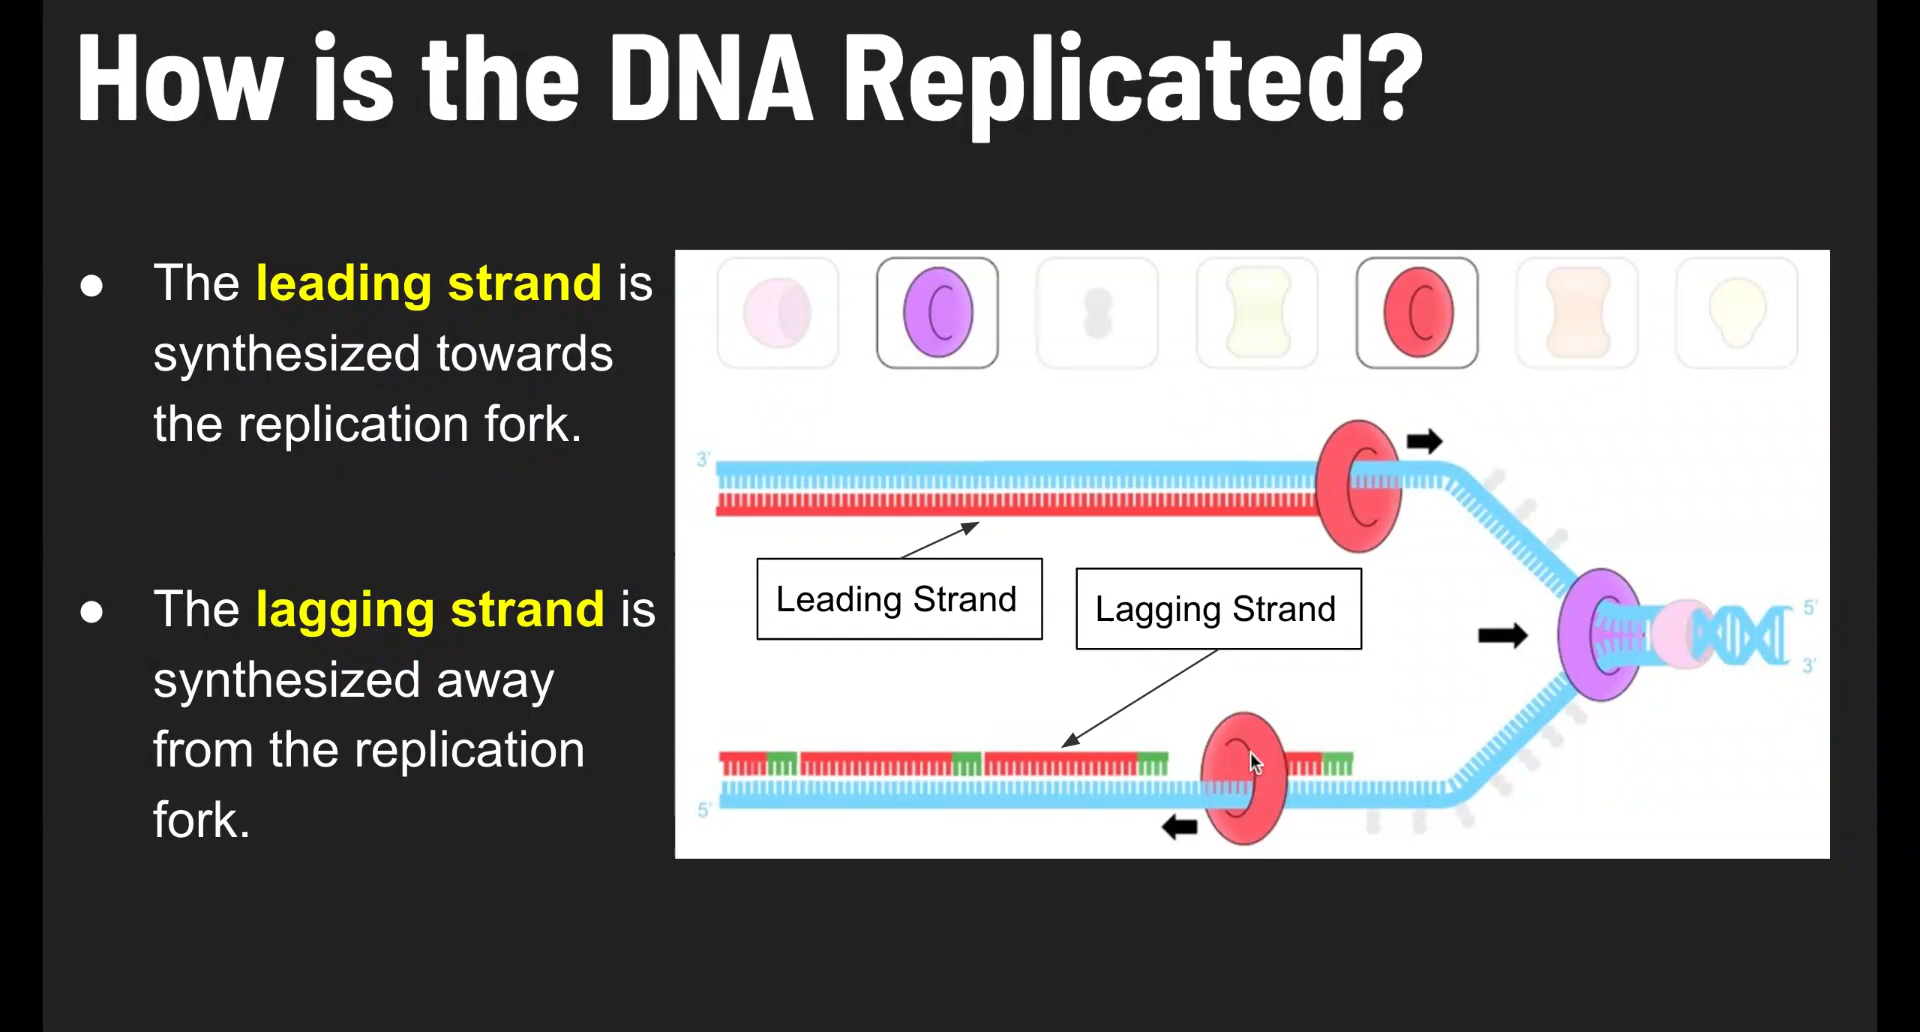 How is the DNA Replicated?
● The leading strand is
synthesized towards
the replication fork.
● The lagging strand is
synthesized away
from the replication
fork.
3'
Leading Strand
Lagging Strand
5'
3'
5'